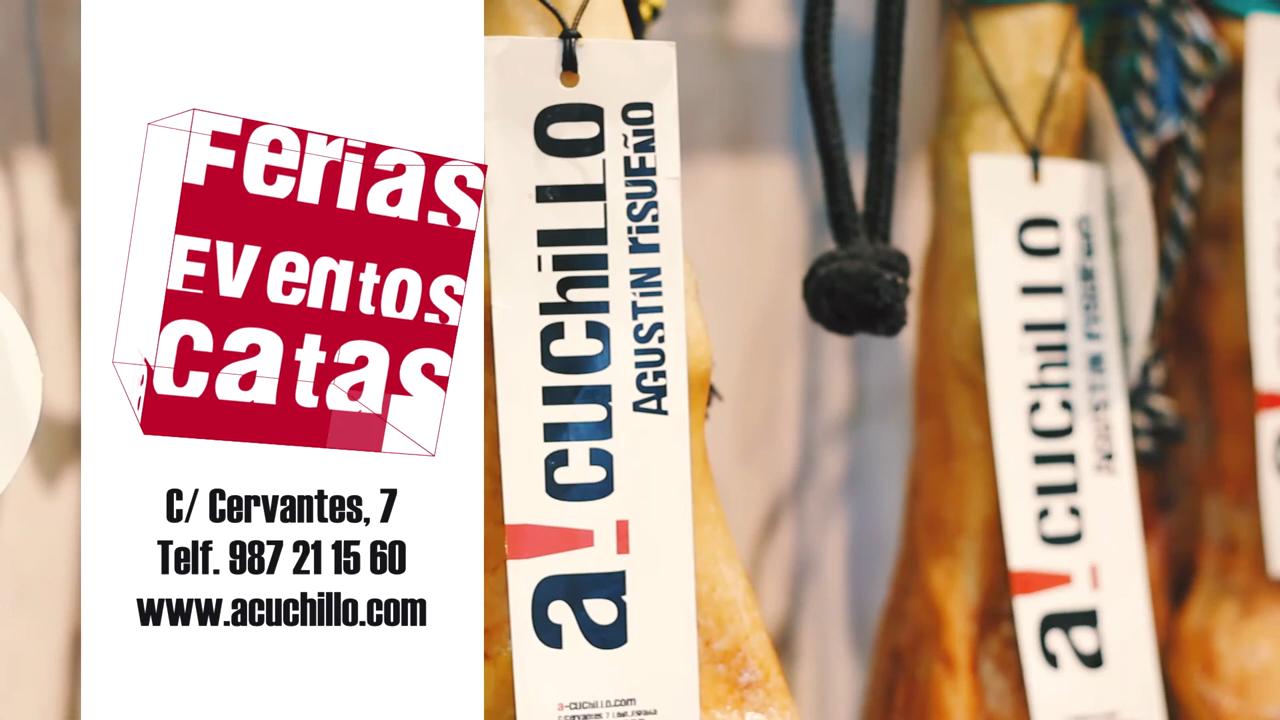 Ferias
Eventos
catas
C/ Cervantes, 7
Telf. 987 21 15 60
www.acuchillo.com
a!cuchillo
AGUSTÍN RISUEÑO
a-cuchillo.com
a!cuchillo